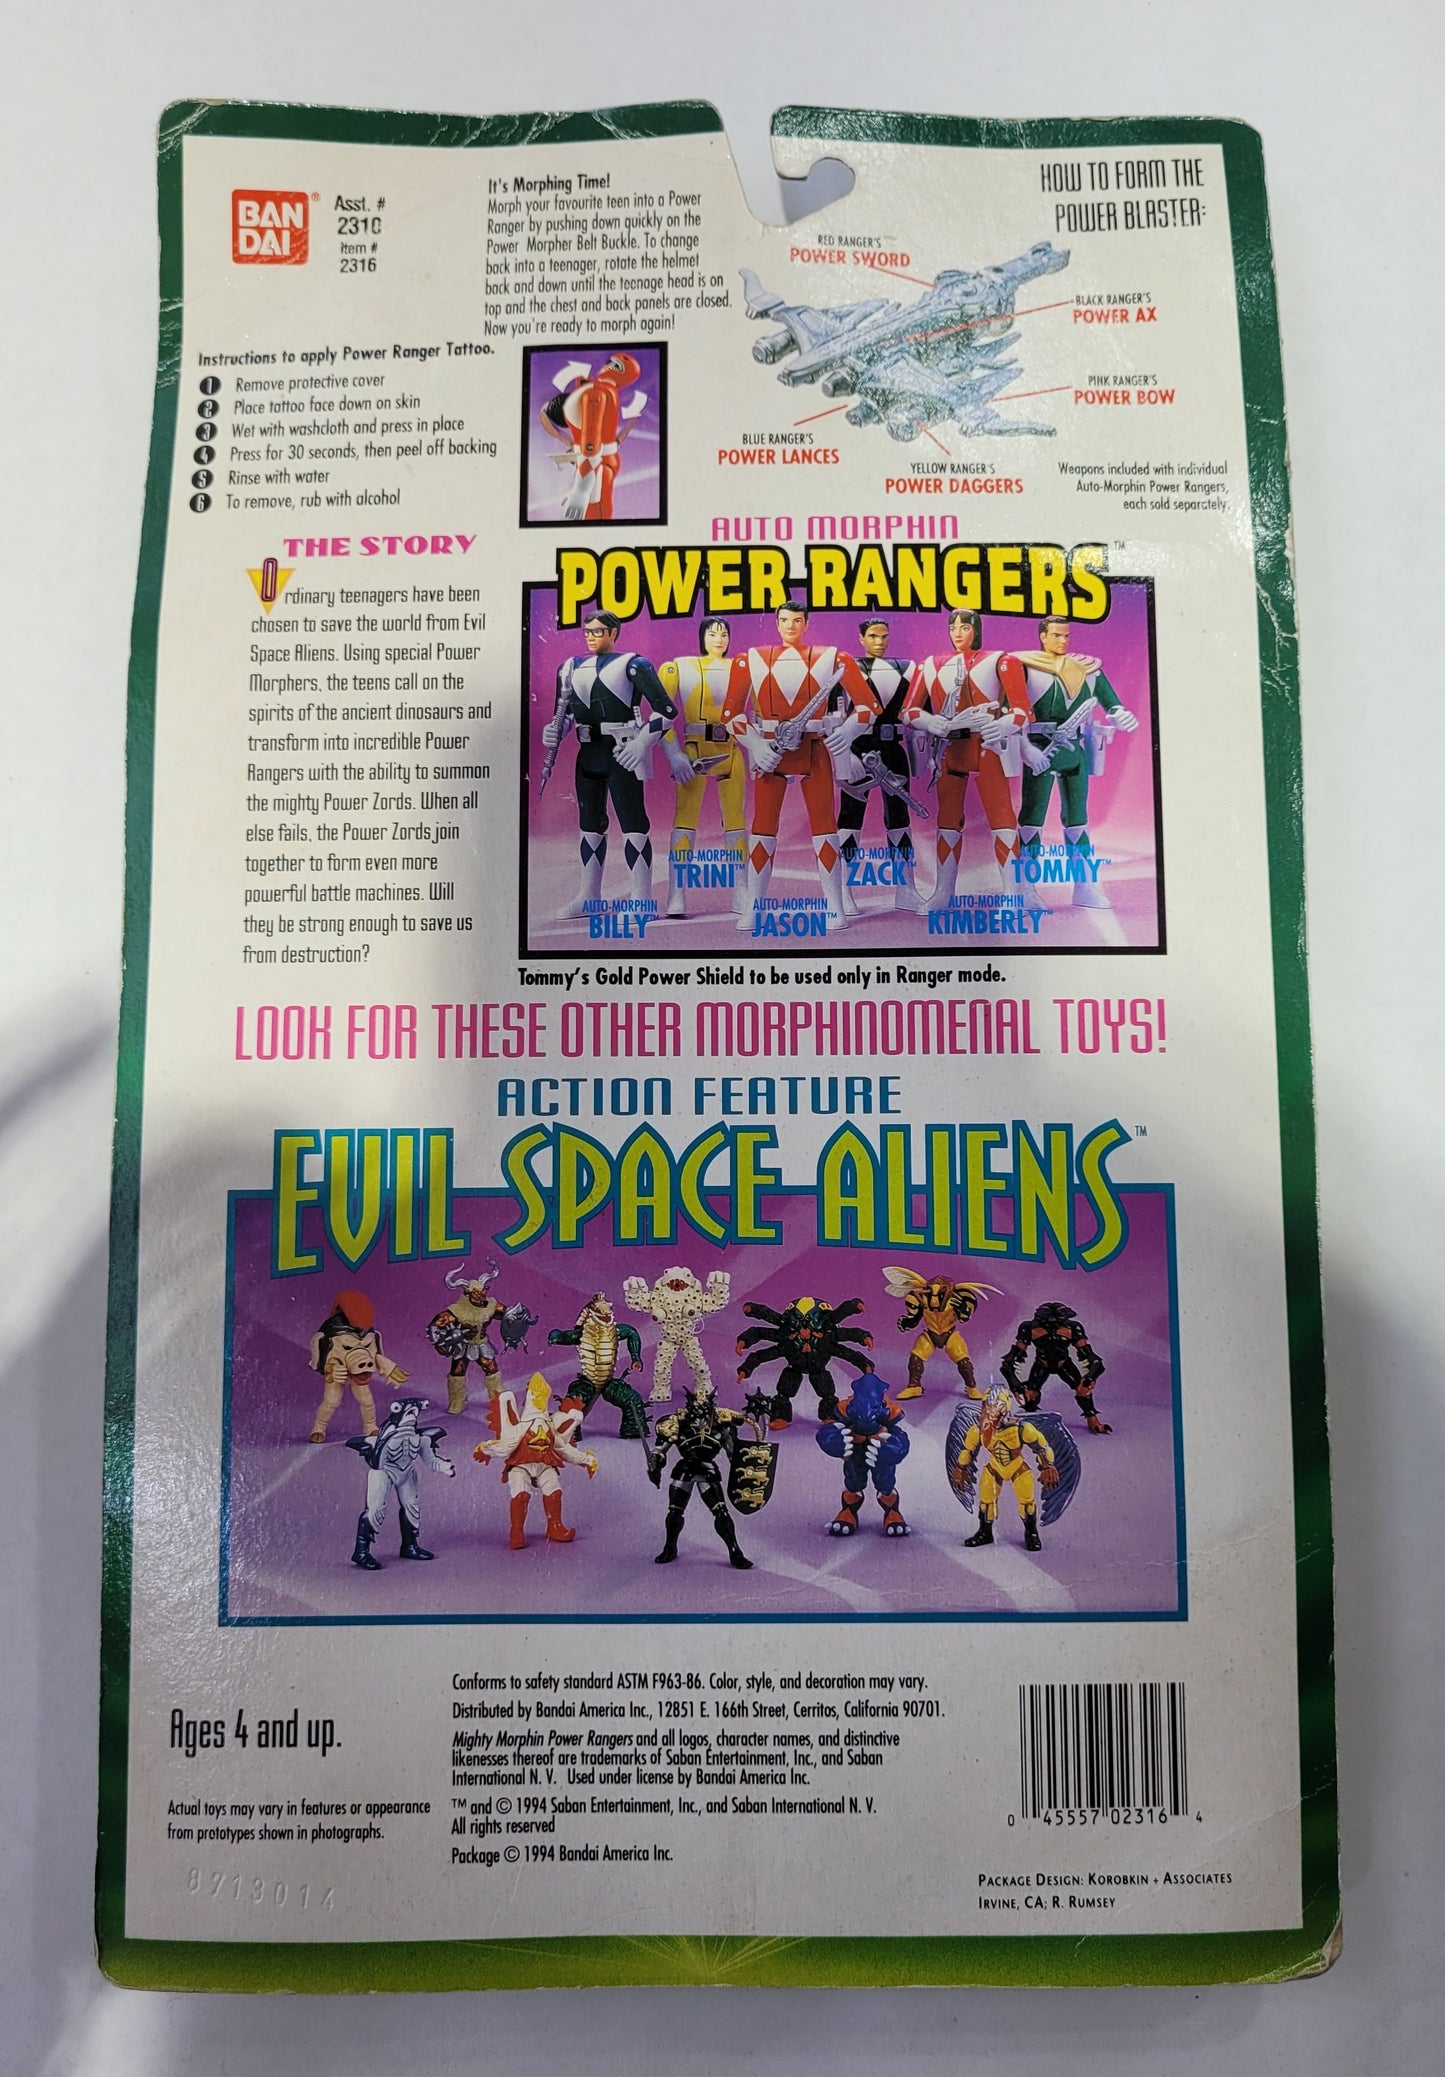 BAN
DAI®
Asst. #
2310
Item #
2316
It's Morphing Time!
Morph your favourite teen into a Power
Ranger by pushing down quickly on the
Power Morpher Belt Buckle. To change
back into a teenager, rotate the helmet
back and down until the teenage head is on
top and the chest and back panels are closed.
Now you're ready to morph again!
HOW TO FORM THE
POWER BLASTER:
RED RANGER'S
POWER SWORD
BLACK RANGER'S
POWER AX
PINK RANGER'S
POWER BOW
BLUE RANGER'S
POWER LANCES
YELLOW RANGER'S
POWER DAGGERS
Weapons included with individual
Auto-Morphin Power Rangers,
each sold separately.
Instructions to apply Power Ranger Tattoo.
1 Remove protective cover
2 Place tattoo face down on skin
3 Wet with washcloth and press in place
4 Press for 30 seconds, then peel off backing
5 Rinse with water
6 To remove, rub with alcohol
THE STORY
Ordinary teenagers have been
chosen to save the world from Evil
Space Aliens. Using special Power
Morphers, the teens call on the
spirits of the ancient dinosaurs and
transform into incredible Power
Rangers with the ability to summon
the mighty Power Zords. When all
else fails, the Power Zords join
together to form even more
powerful battle machines. Will
they be strong enough to save us
from destruction?
AUTO MORPHIN
POWER RANGERS™
AUTO-MORPHIN
TRINI™
AUTO-MORPHIN
ZACK™
AUTO-MORPHIN
TOMMY™
AUTO-MORPHIN
BILLY™
AUTO-MORPHIN
JASON™
AUTO-MORPHIN
KIMBERLY™
Tommy's Gold Power Shield to be used only in Ranger mode.
LOOK FOR THESE OTHER MORPHINOMENAL TOYS!
ACTION FEATURE
EVIL SPACE ALIENS™
Ages 4 and up.
Actual toys may vary in features or appearance
from prototypes shown in photographs.
8713014
Conforms to safety standard ASTM F963-86. Color, style, and decoration may vary.
Distributed by Bandai America Inc., 12851 E. 166th Street, Cerritos, California 90701.
Mighty Morphin Power Rangers and all logos, character names, and distinctive
likenesses thereof are trademarks of Saban Entertainment, Inc., and Saban
International N. V. Used under license by Bandai America Inc.
™ and © 1994 Saban Entertainment, Inc., and Saban International N. V.
All rights reserved
Package © 1994 Bandai America Inc.
0 45557 02316 4
PACKAGE DESIGN: KOROBKIN + ASSOCIATES
IRVINE, CA; R. RUMSEY